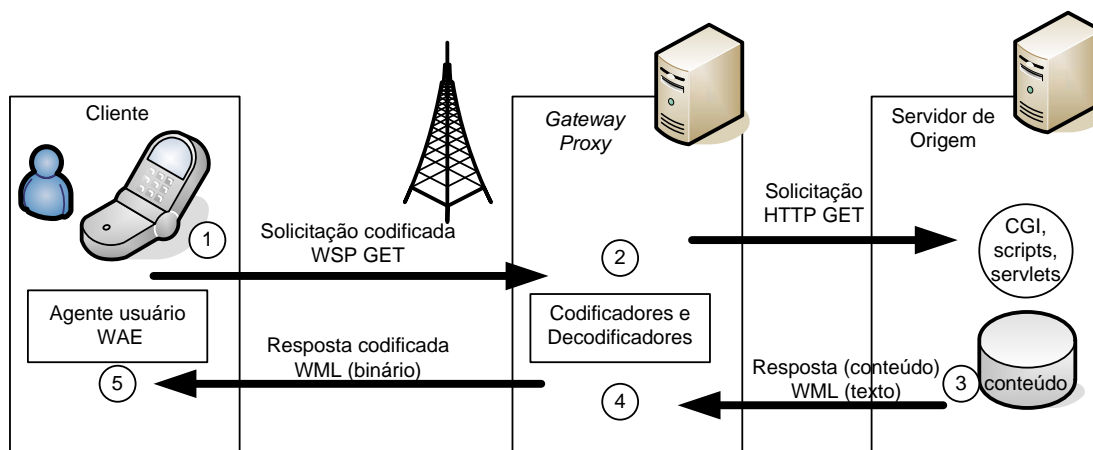 Cliente
Gateway
Proxy
Servidor de
Origem
1
Solicitação codificada
WSP GET
2
Solicitação
HTTP GET
CGI,
scripts,
servlets
Agente usuário
WAE
Codificadores e
Decodificadores
5
Resposta codificada
WML (binário)
4
Resposta (conteúdo)
WML (texto)
3
conteúdo